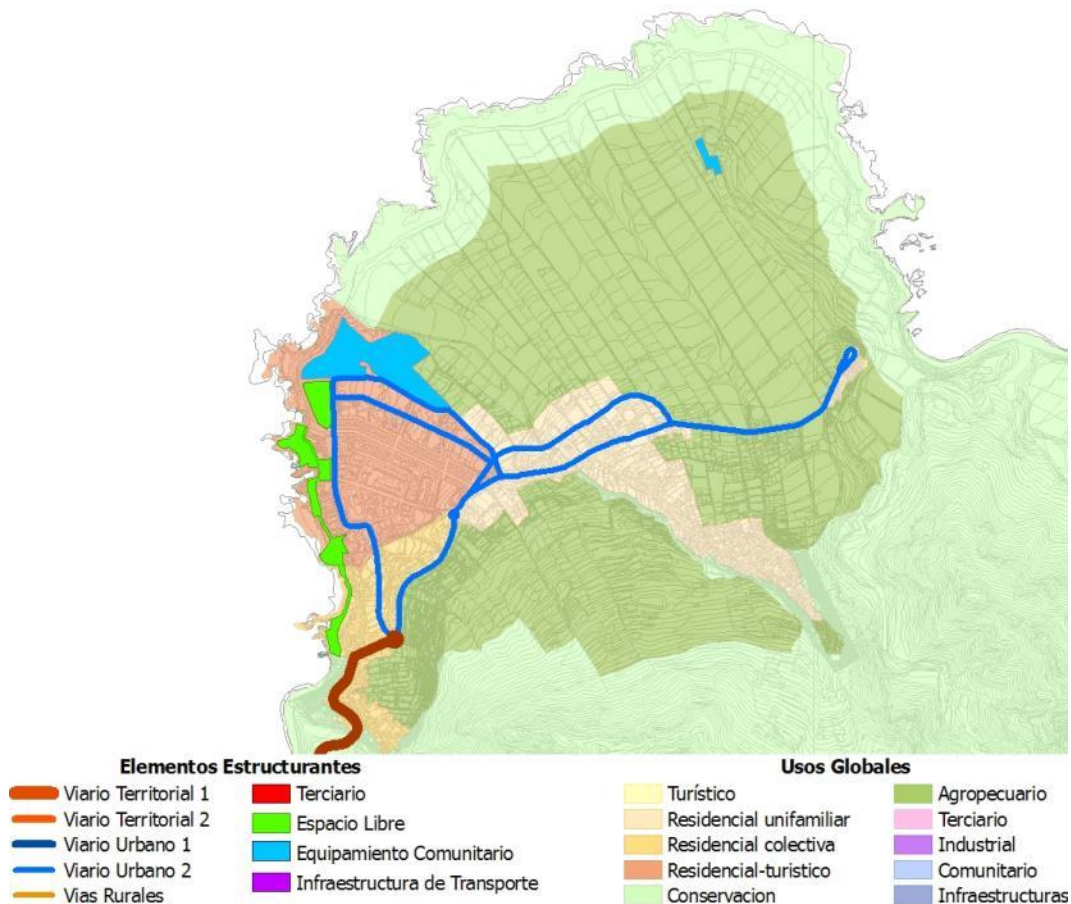 Elementos Estructurantes
Viario Territorial 1
Viario Territorial 2
Viario Urbano 1
Viario Urbano 2
Vias Rurales
Terciario
Espacio Libre
Equipamiento Comunitario
Infraestructura de Transporte
Usos Globales
Turístico
Residencial unifamiliar
Residencial colectiva
Residencial-turistico
Conservacion
Agropecuario
Terciario
Industrial
Comunitario
Infraestructuras